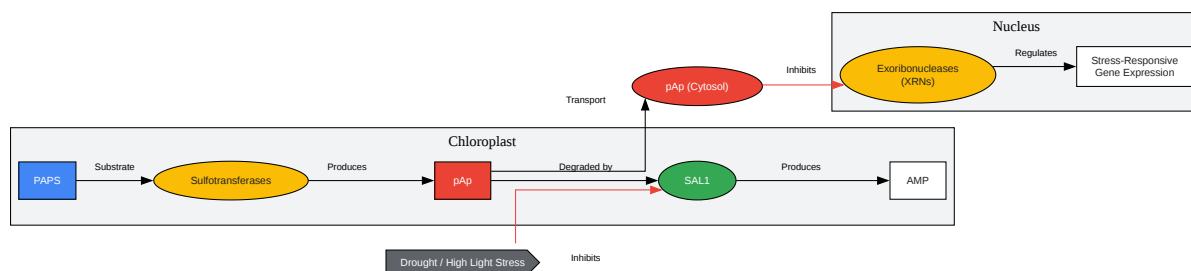 Nucleus
Regulates
Exoribonucleases
(XRNs)
Stress-Responsive
Gene Expression
Inhibits
pAp (Cytosol)
Transport
Chloroplast
PAPS
Substrate
Sulfotransferases
Produces
pAp
Degraded by
SAL1
Produces
AMP
Drought / High Light Stress
Inhibits